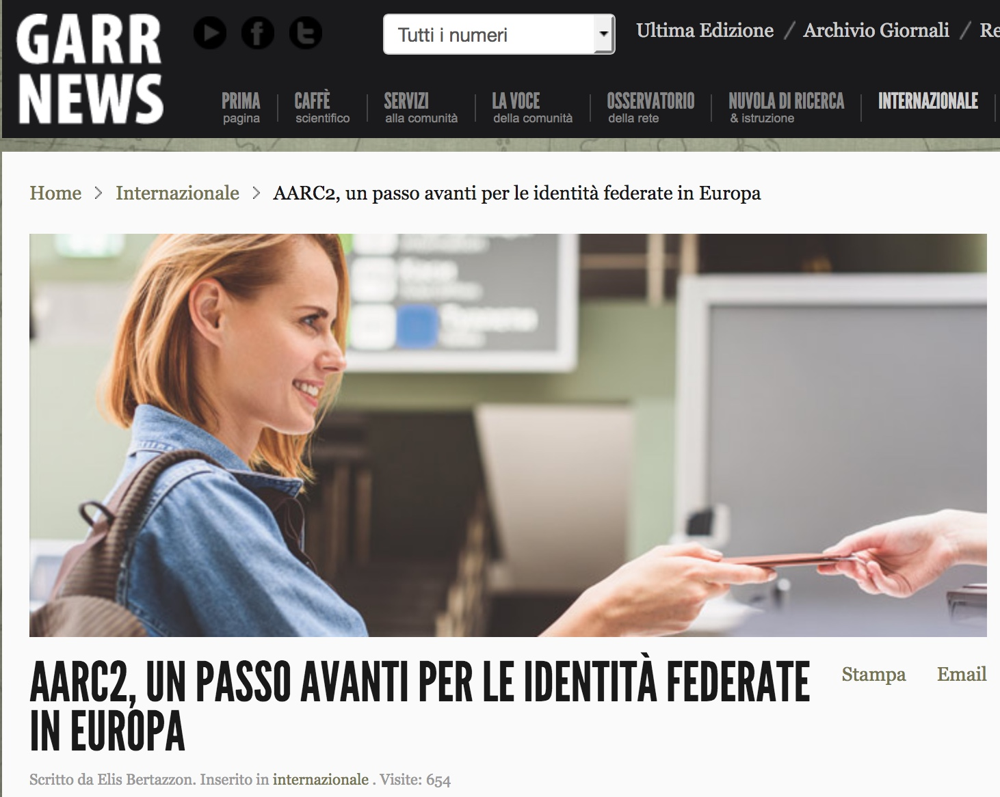 GARR
NEWS
Tutti i numeri
Ultima Edizione / Archivio Giornali / Re
PRIMA
pagina
CAFFÈ
scientifico
SERVIZI
alla comunità
LA VOCE
della comunità
OSSERVATORIO
della rete
NUVOLA DI RICERCA
& istruzione
INTERNAZIONALE
Home > Internazionale > AARC2, un passo avanti per le identità federate in Europa
AARC2, UN PASSO AVANTI PER LE IDENTITÀ FEDERATE
IN EUROPA
Stampa Email
Scritto da Elis Bertazzon. Inserito in internazionale . Visite: 654